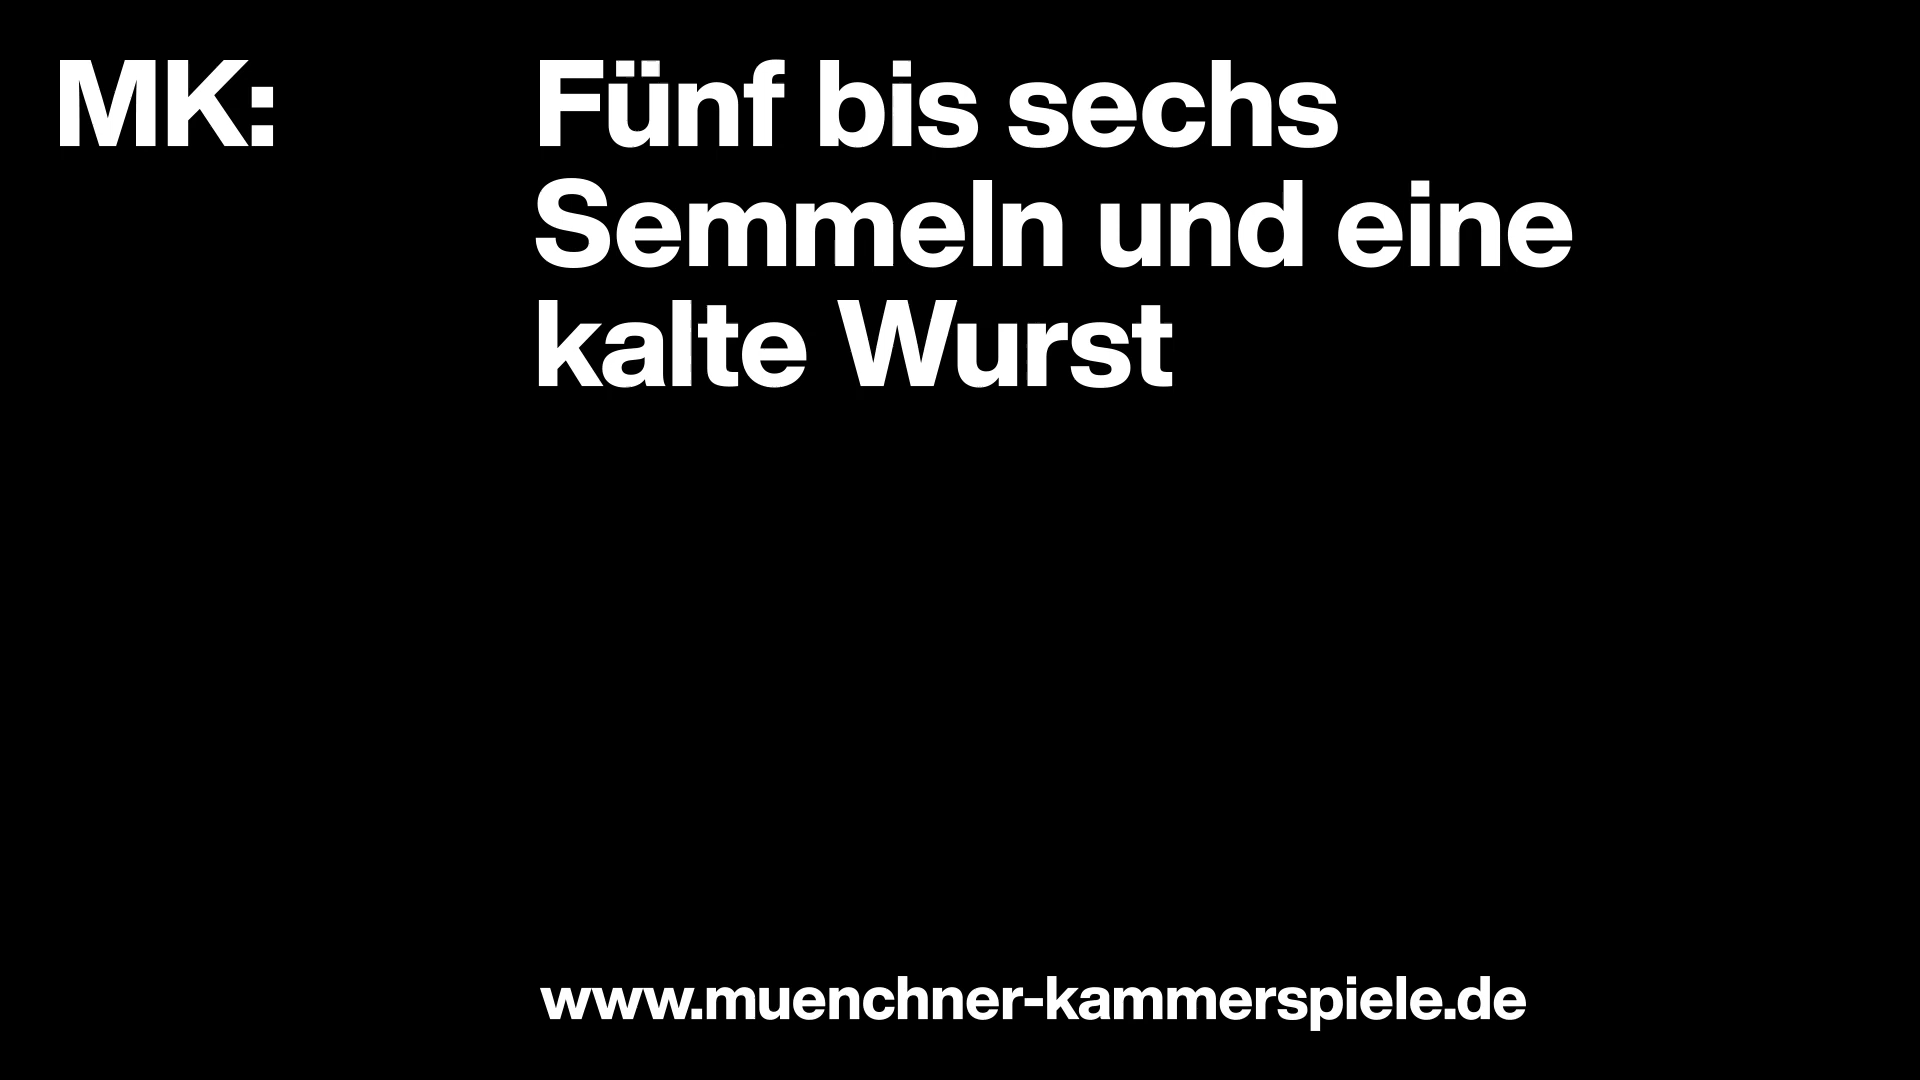 MK:
Fünf bis sechs
Semmeln und eine
kalte Wurst
www.muenchner-kammerspiele.de